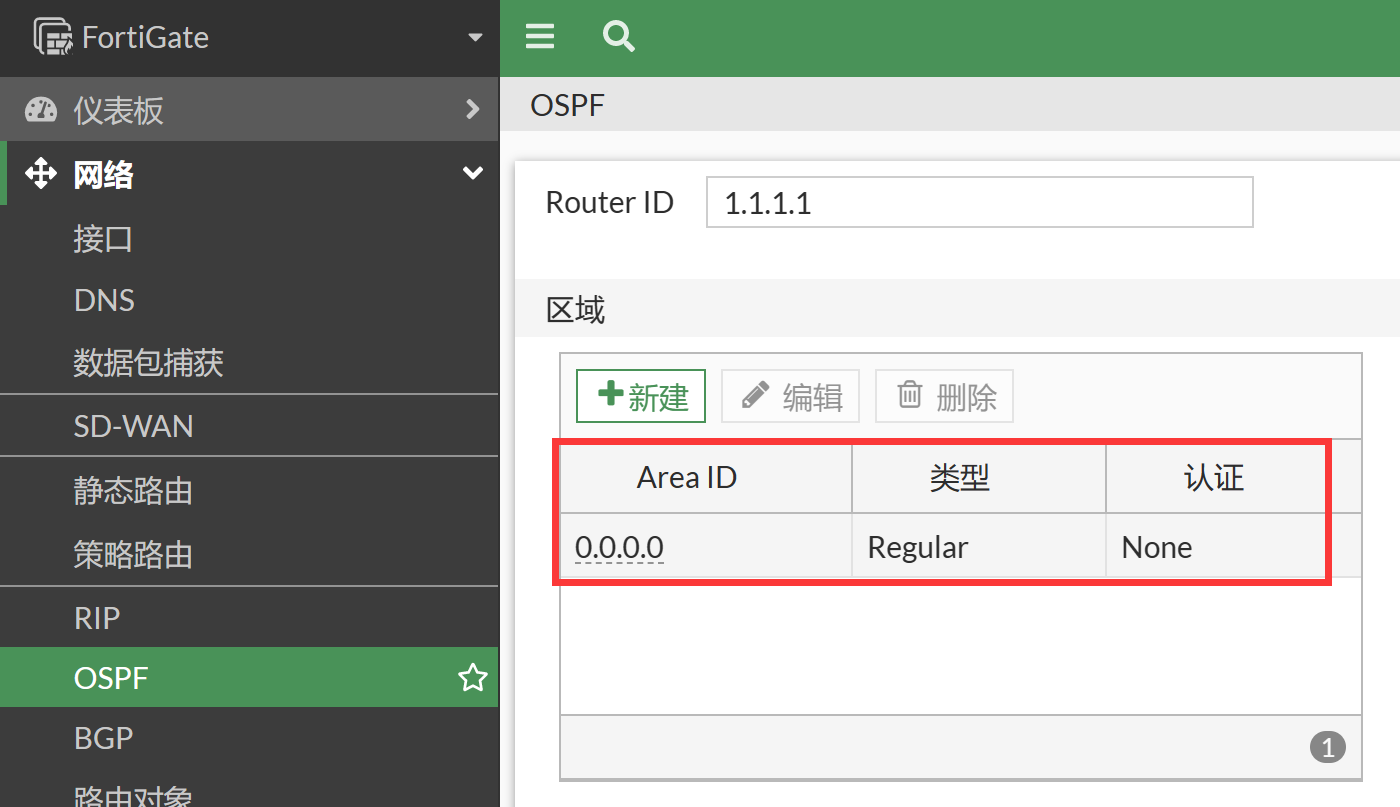 FortiGate
仪表板
网络
接口
DNS
数据包捕获
SD-WAN
静态路由
策略路由
RIP
OSPF
BGP
路由对象
OSPF
Router ID 1.1.1.1
区域
新建 编辑 删除
Area ID 类型 认证
0.0.0.0 Regular None
1